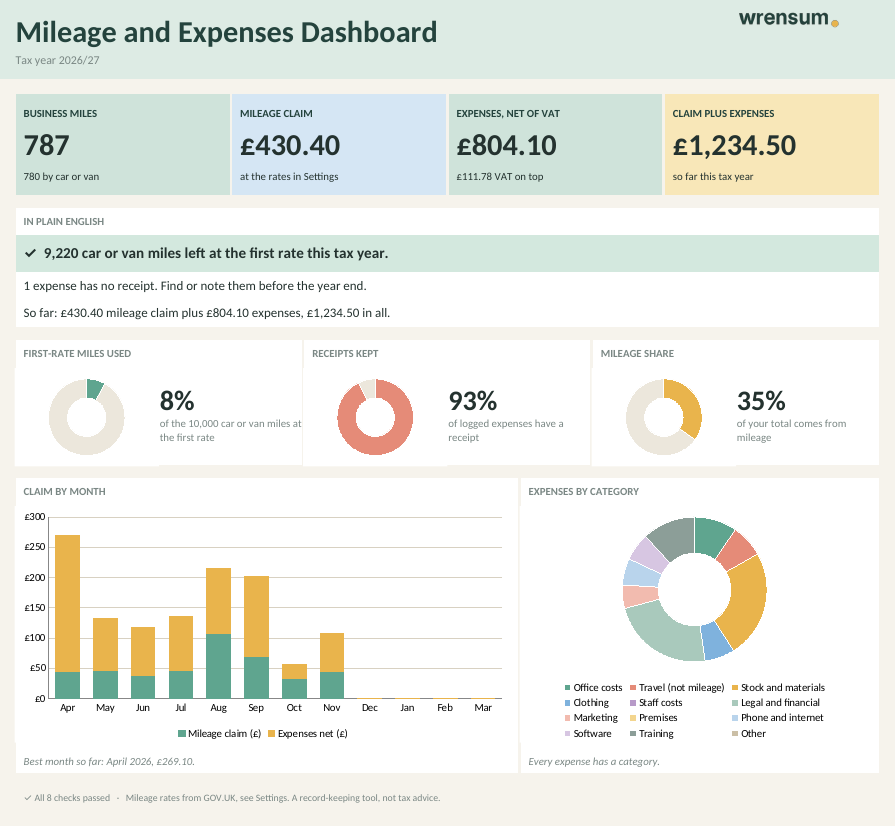 Mileage and Expenses Dashboard
wrensum.
Tax year 2026/27
BUSINESS MILES
787
780 by car or van
MILEAGE CLAIM
£430.40
at the rates in Settings
EXPENSES, NET OF VAT
£804.10
£111.78 VAT on top
CLAIM PLUS EXPENSES
£1,234.50
so far this tax year
IN PLAIN ENGLISH
✓ 9,220 car or van miles left at the first rate this tax year.
1 expense has no receipt. Find or note them before the year end.
So far: £430.40 mileage claim plus £804.10 expenses, £1,234.50 in all.
FIRST-RATE MILES USED
8%
of the 10,000 car or van miles at
the first rate
RECEIPTS KEPT
93%
of logged expenses have a
receipt
MILEAGE SHARE
35%
of your total comes from
mileage
CLAIM BY MONTH
£300
£250
£200
£150
£100
£50
£0
Apr May Jun Jul Aug Sep Oct Nov Dec Jan Feb Mar
Mileage claim (£) Expenses net (£)
Best month so far: April 2026, £269.10.
EXPENSES BY CATEGORY
Office costs Travel (not mileage) Stock and materials
Clothing Staff costs Legal and financial
Marketing Premises Phone and internet
Software Training Other
Every expense has a category.
✓ All 8 checks passed · Mileage rates from GOV.UK, see Settings. A record-keeping tool, not tax advice.